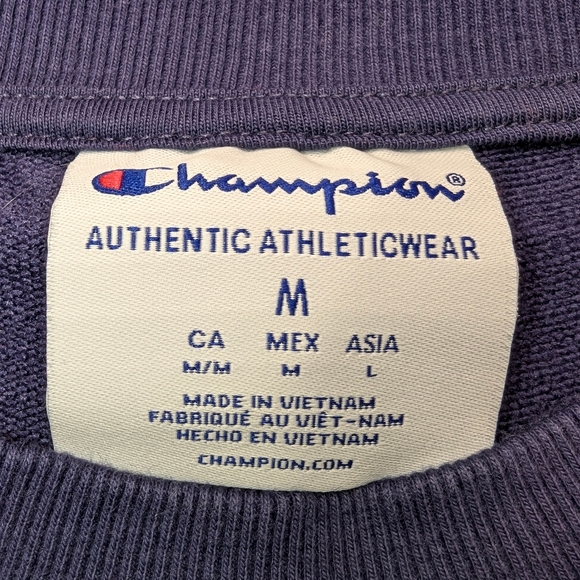 Champion®
AUTHENTIC ATHLETICWEAR
M
CA MEX ASIA
M/M M L
MADE IN VIETNAM
FABRIQUÉ AU VIÊT-NAM
HECHO EN VIETNAM
CHAMPION.COM